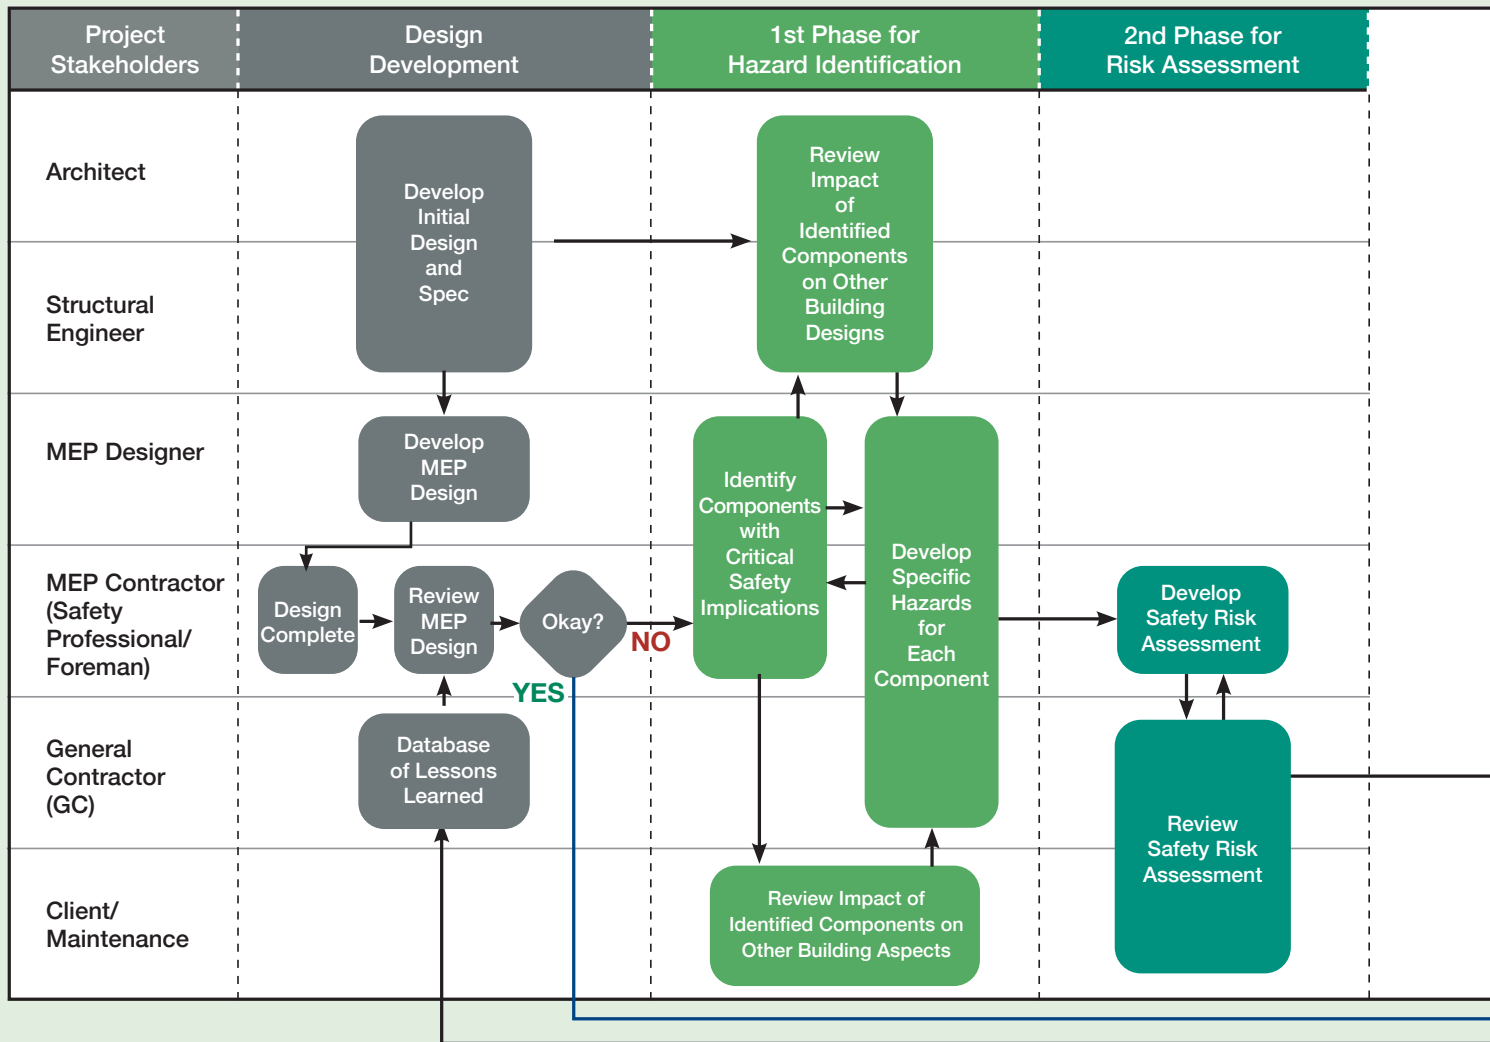 Project
Stakeholders
Design
Development
1st Phase for
Hazard Identification
2nd Phase for
Risk Assessment
Architect
Structural
Engineer
MEP Designer
MEP Contractor
(Safety
Professional/
Foreman)
General
Contractor
(GC)
Client/
Maintenance
Develop
Initial
Design
and
Spec
Develop
MEP
Design
Design
Complete
Review
MEP
Design
Okay?
NO
YES
Database
of Lessons
Learned
Review
Impact
of
Identified
Components
on Other
Building
Designs
Identify
Components
with
Critical
Safety
Implications
Develop
Specific
Hazards
for
Each
Component
Review Impact of
Identified Components on
Other Building Aspects
Develop
Safety Risk
Assessment
Review
Safety Risk
Assessment